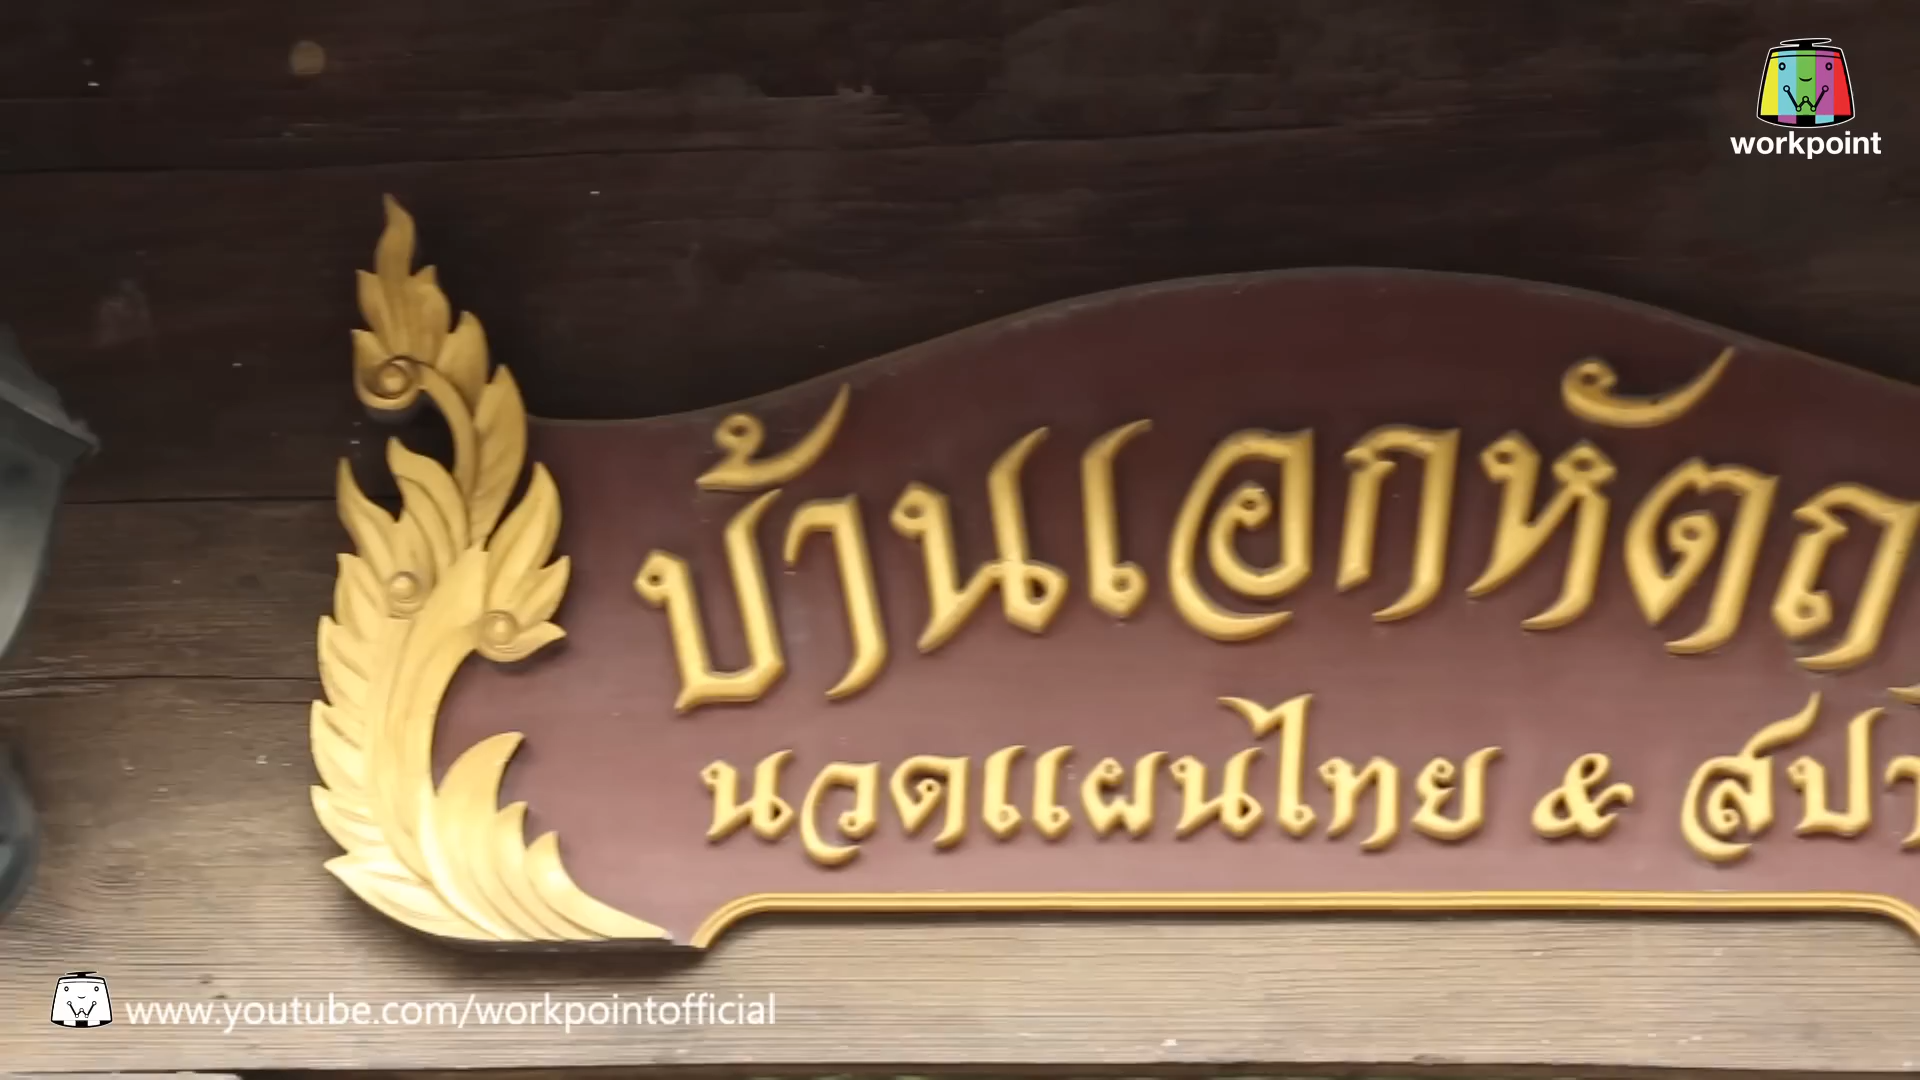 workpoint
บ้านเอกหัตถ
นวดแผนไทย & สปา
www.youtube.com/workpointofficial